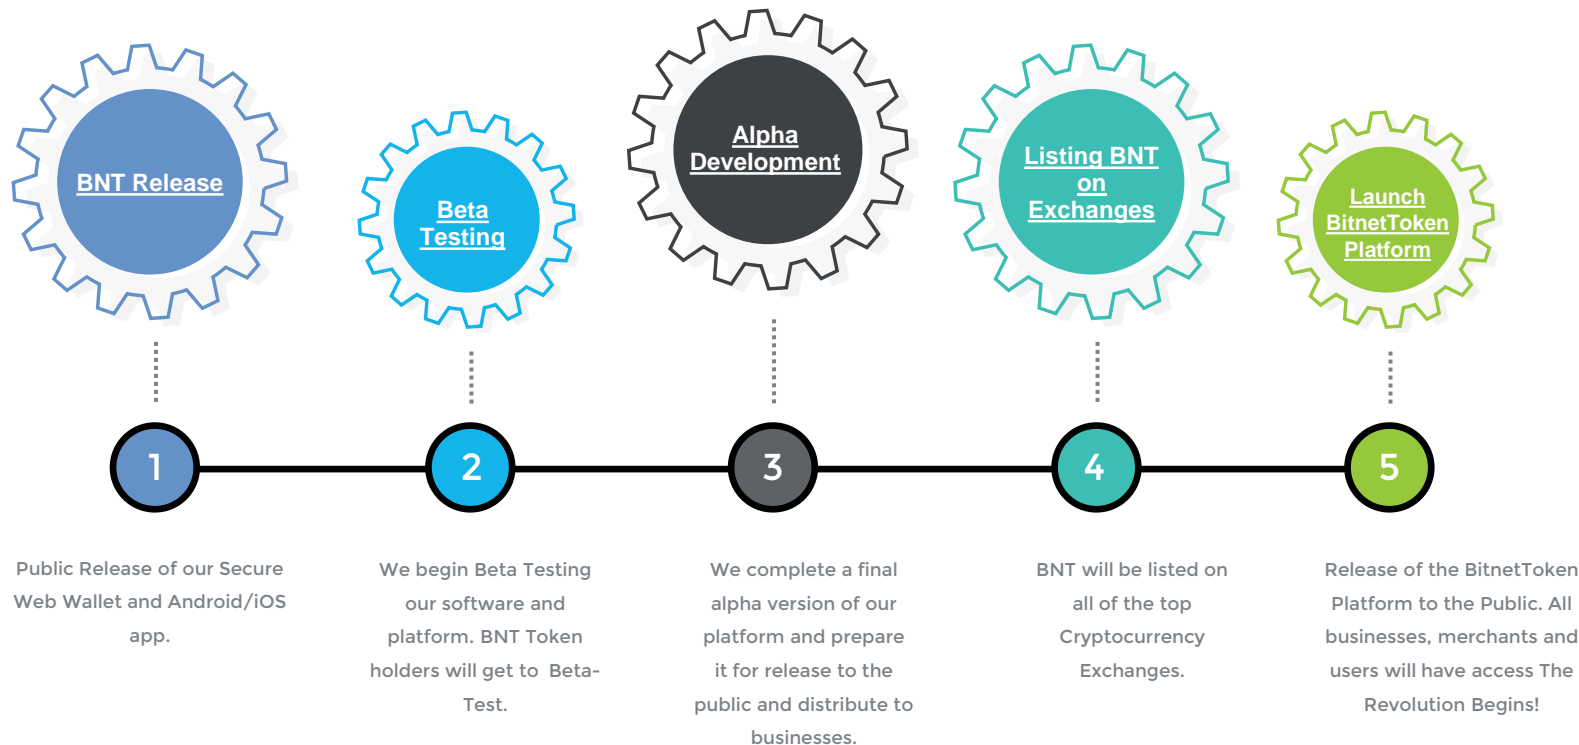 BNT Release
Beta
Testing
Alpha
Development
Listing BNT
on
Exchanges
Launch
BitnetToken
Platform
1
2
3
4
5
Public Release of our Secure
Web Wallet and Android/iOS
app.
We begin Beta Testing
our software and
platform. BNT Token
holders will get to  Beta-
Test.
We complete a final
alpha version of our
platform and prepare
it for release to the
public and distribute to
businesses.
BNT will be listed on
all of the top
Cryptocurrency
Exchanges.
Release of the BitnetToken
Platform to the Public. All
businesses, merchants and
users will have access The
Revolution Begins!